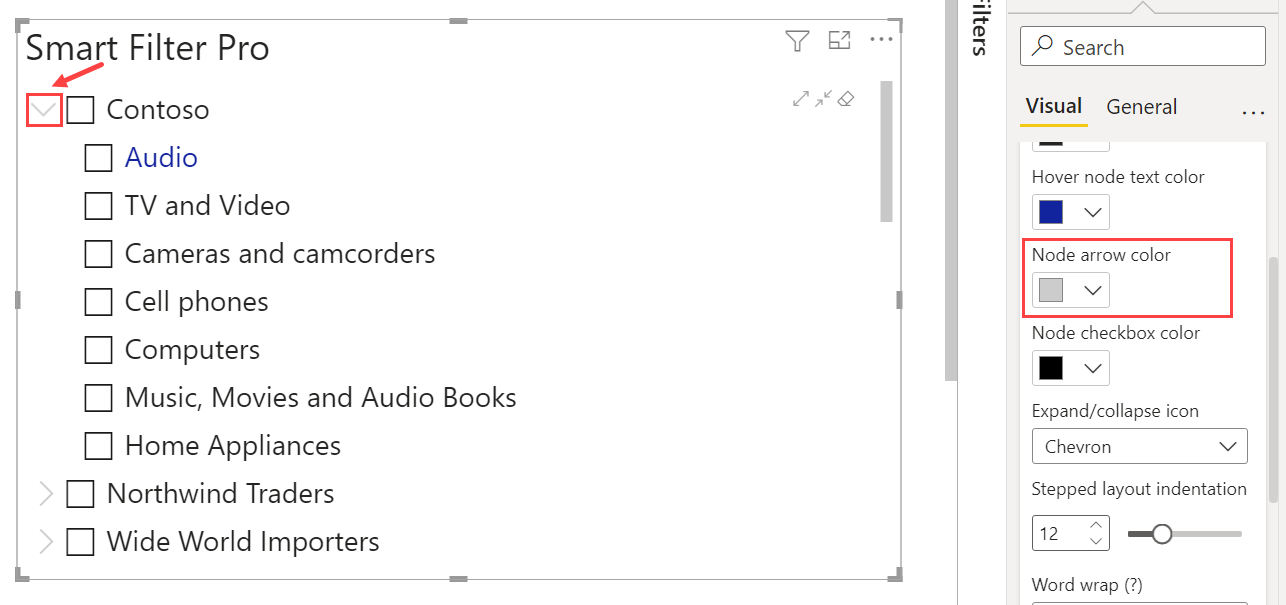 Smart Filter Pro
Contoso
Audio
TV and Video
Cameras and camcorders
Cell phones
Computers
Music, Movies and Audio Books
Home Appliances
Northwind Traders
Wide World Importers
Filters
Search
Visual General
Hover node text color
Node arrow color
Node checkbox color
Expand/collapse icon
Chevron
Stepped layout indentation
12
Word wrap (?)